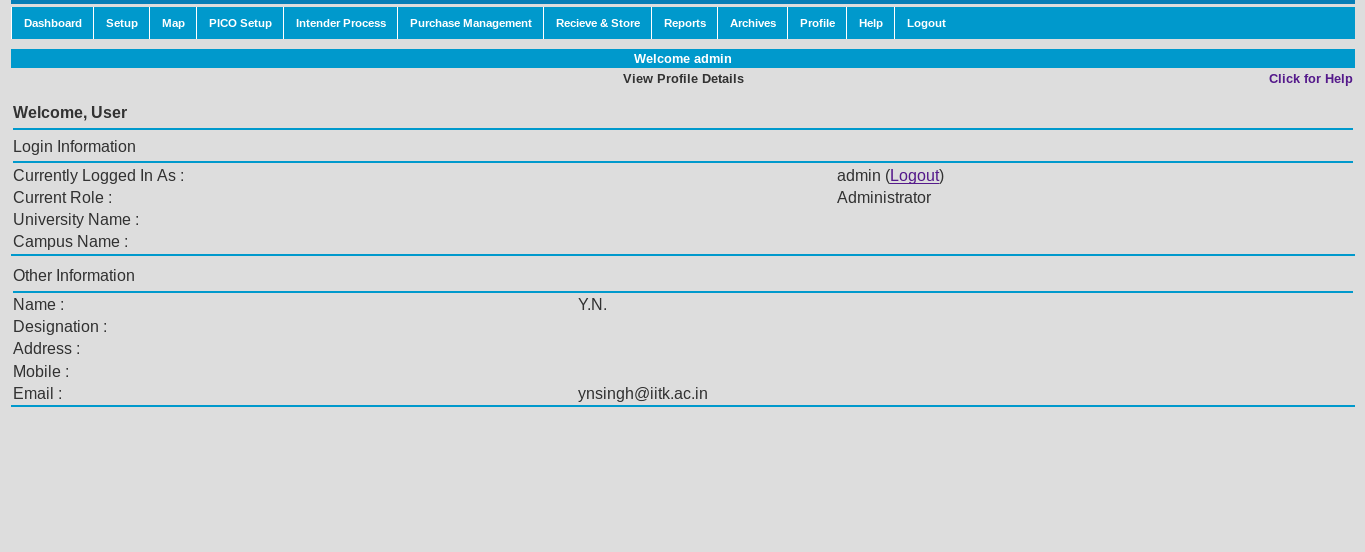 Dashboard Setup Map PICO Setup Intender Process Purchase Management Recieve & Store Reports Archives Profile Help Logout
Welcome admin
View Profile Details Click for Help
Welcome, User
Login Information
Currently Logged In As : admin (Logout)
Current Role : Administrator
University Name :
Campus Name :
Other Information
Name : Y.N.
Designation :
Address :
Mobile :
Email : ynsingh@iitk.ac.in